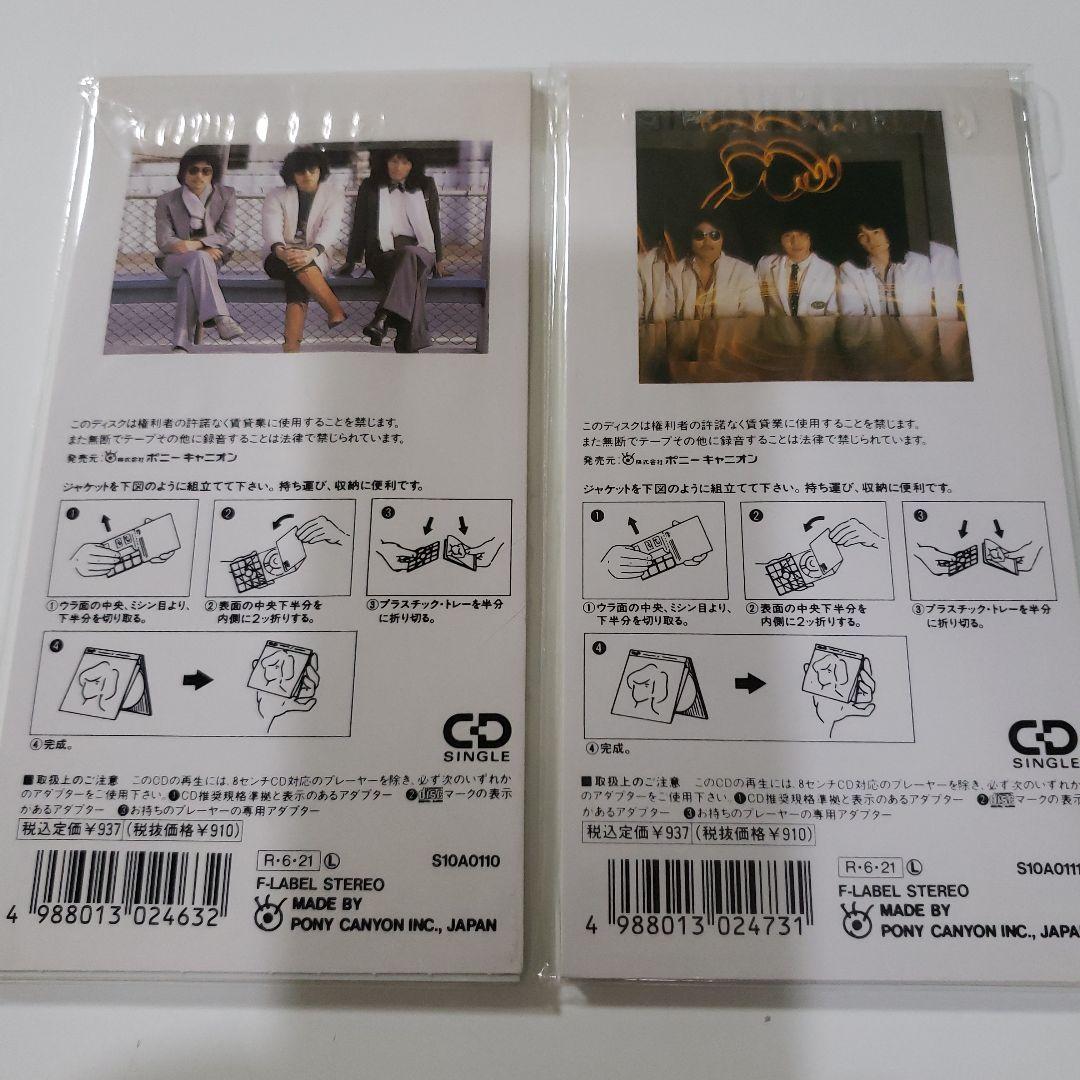 このディスクは権利者の許諾なく賃貸業に使用することを禁じます。
また無断でテープその他に録音することは法律で禁じられています。
発売元:株式会社ポニーキャニオン
ジャケットを下図のように組立てて下さい。持ち運び、収納に便利です。
❶
❷
❸
①ウラ面の中央、ミシン目より、
下半分を切り取る。
②表面の中央下半分を
内側に2ッ折りする。
③プラスチック・トレーを半分
に折り切る。
❹
④完成。
CD
SINGLE
■取扱上のご注意 このCDの再生には、8センチCD対応のプレーヤーを除き、必ず次のいずれか
のアダプターをご使用下さい。❶CD推奨規格準拠と表示のあるアダプター ❷discマークの表示
があるアダプター ❸お持ちのプレーヤーの専用アダプター
税込定価¥937(税抜価格¥910)
R・6・21 Ⓛ S10A0110
F-LABEL STEREO
MADE BY
PONY CANYON INC., JAPAN
4 988013 024632
このディスクは権利者の許諾なく賃貸業に使用することを禁じます。
また無断でテープその他に録音することは法律で禁じられています。
発売元:株式会社ポニーキャニオン
ジャケットを下図のように組立てて下さい。持ち運び、収納に便利です。
❶
❷
❸
①ウラ面の中央、ミシン目より、
下半分を切り取る。
②表面の中央下半分を
内側に2ッ折りする。
③プラスチック・トレーを半分
に折り切る。
❹
④完成。
CD
SINGLE
■取扱上のご注意 このCDの再生には、8センチCD対応のプレーヤーを除き、必ず次のいずれか
のアダプターをご使用下さい。❶CD推奨規格準拠と表示のあるアダプター ❷discマークの表示
があるアダプター ❸お持ちのプレーヤーの専用アダプター
税込定価¥937(税抜価格¥910)
R・6・21 Ⓛ S10A0111
F-LABEL STEREO
MADE BY
PONY CANYON INC., JAPAN
4 988013 024731